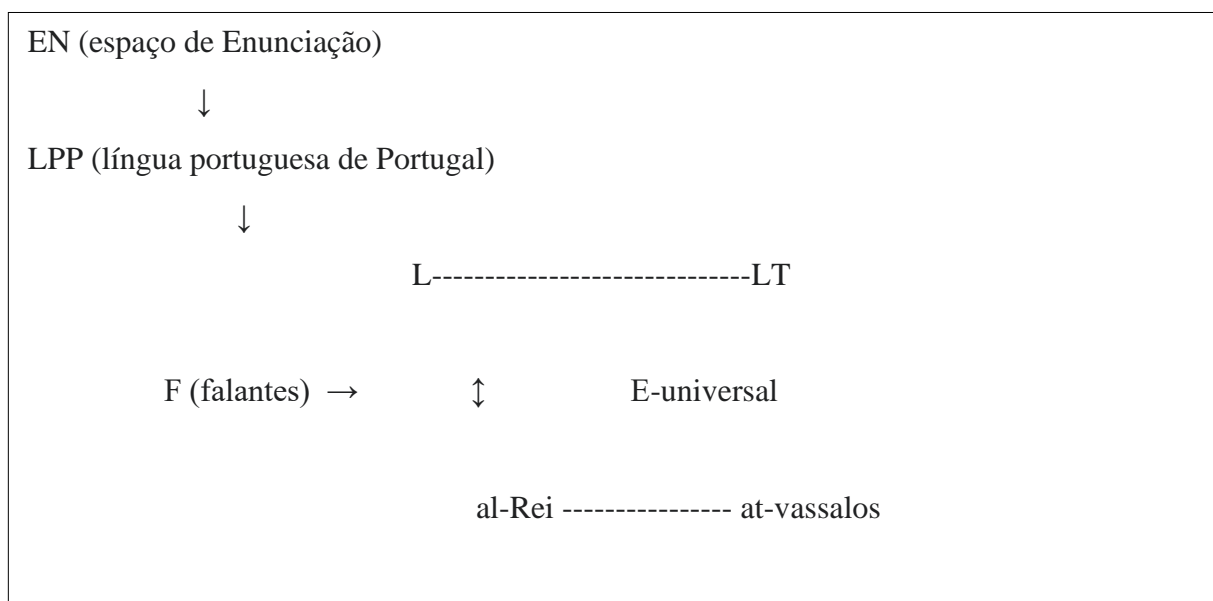 EN (espaço de Enunciação)
↓
LPP (língua portuguesa de Portugal)
↓
L------------------------------LT
F (falantes) → ↕ E-universal
al-Rei ---------------- at-vassalos